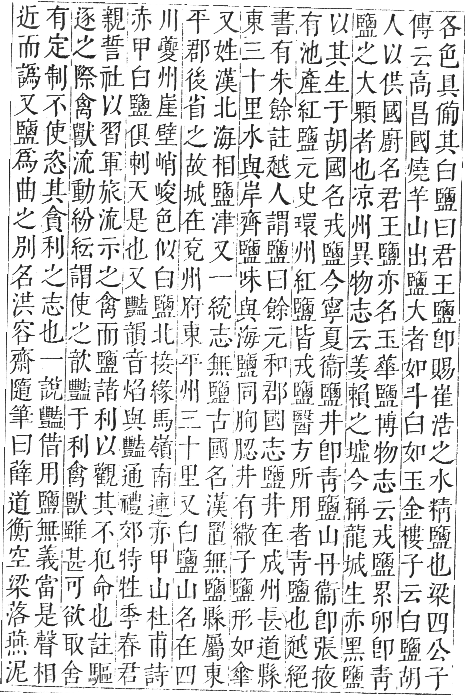 各色具偹其白鹽曰君王鹽卽賜崔浩之水精鹽也梁四公子
傳云高昌國燒羊山出鹽大者如斗白如玉金樓子云白鹽胡
人以供國廚名君王鹽亦名玉華鹽博物志云戎鹽累卵卽靑
鹽之大顆者也凉州異物志云姜賴之墟今稱龍城生赤黑鹽
以其生于胡國名戎鹽今寧夏衞鹽井卽靑鹽山丹衞卽張掖
有池產紅鹽元史環州紅鹽皆戎鹽醫方所用者靑鹽也越絕
書有朱餘註越人謂鹽曰餘元和郡國志鹽井在成州長道縣
東三十里水與岸齊鹽味與海鹽同朐䏰井有繖子鹽形如傘
又姓漢北海相鹽津又一統志無鹽古國名漢置無鹽縣屬東
平郡後省之故城在兗州府東平州三十里又白鹽山名在四
川夔州崖壁峭峻色似白鹽北接緣馬嶺南連赤甲山杜甫詩
赤甲白鹽俱刺天是也又豔韻音焰與豔通禮郊特牲季春君
親誓社以習軍旅流示之禽而鹽諸利以觀其不犯命也註驅
逐之際禽獸流動紛紜謂使之歆豔于利禽獸雖甚可欲取舍
有定制不使恣其貪利之志也一說豔借用鹽無義當是聲相
近而譌又鹽爲曲之別名洪容齋隨筆曰薛道衡空梁落燕泥